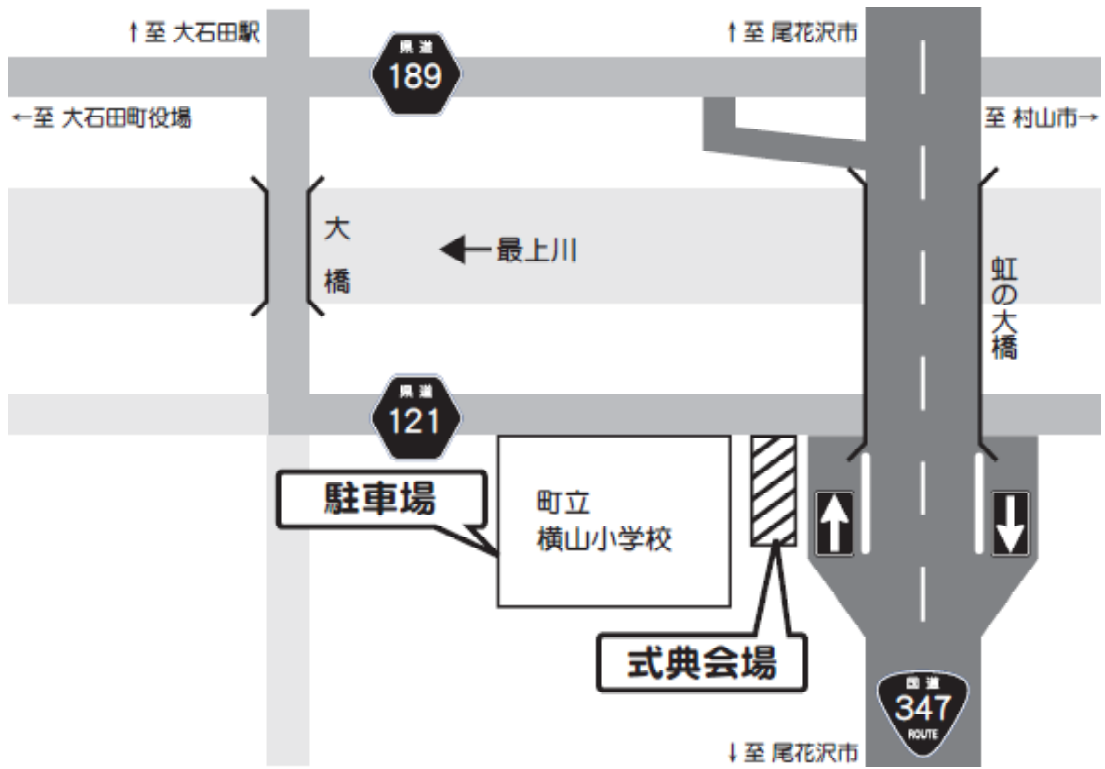 ↑至 大石田駅
県道
189
↑至 尾花沢市
←至 大石田町役場
至 村山市→
大橋
←最上川
虹の大橋
県道
121
駐車場
町立
横山小学校
式典会場
国道
347
ROUTE
↓至 尾花沢市